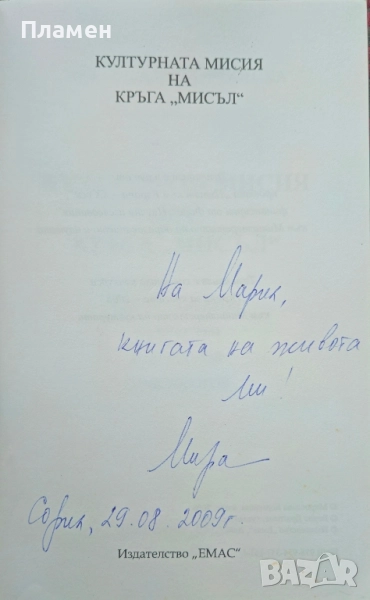 Пламен
КУЛТУРНАТА МИСИЯ
НА
КРЪГА „МИСЪЛ“
На Мария,
книгата на живота
ми!
Мира
София, 29.08.2009г.
Издателство „ЕМАС“
BAZAR